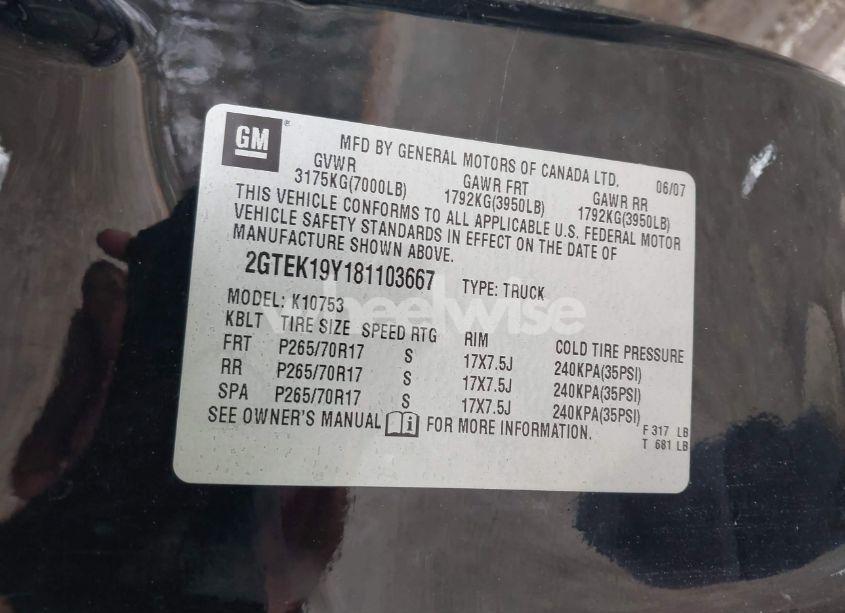 GM
MFD BY GENERAL MOTORS OF CANADA LTD. 06/07
GVWR GAWR FRT GAWR RR
3175KG(7000LB) 1792KG(3950LB) 1792KG(3950LB)
THIS VEHICLE CONFORMS TO ALL APPLICABLE U.S. FEDERAL MOTOR
VEHICLE SAFETY STANDARDS IN EFFECT ON THE DATE OF
MANUFACTURE SHOWN ABOVE.
2GTEK19Y181103667 TYPE: TRUCK
wheelwise
MODEL: K10753
KBLT TIRE SIZE SPEED RTG RIM COLD TIRE PRESSURE
FRT P265/70R17 S 17X7.5J 240KPA(35PSI)
RR P265/70R17 S 17X7.5J 240KPA(35PSI)
SPA P265/70R17 S 17X7.5J 240KPA(35PSI)
SEE OWNER'S MANUAL FOR MORE INFORMATION.
F 317 LB
T 681 LB